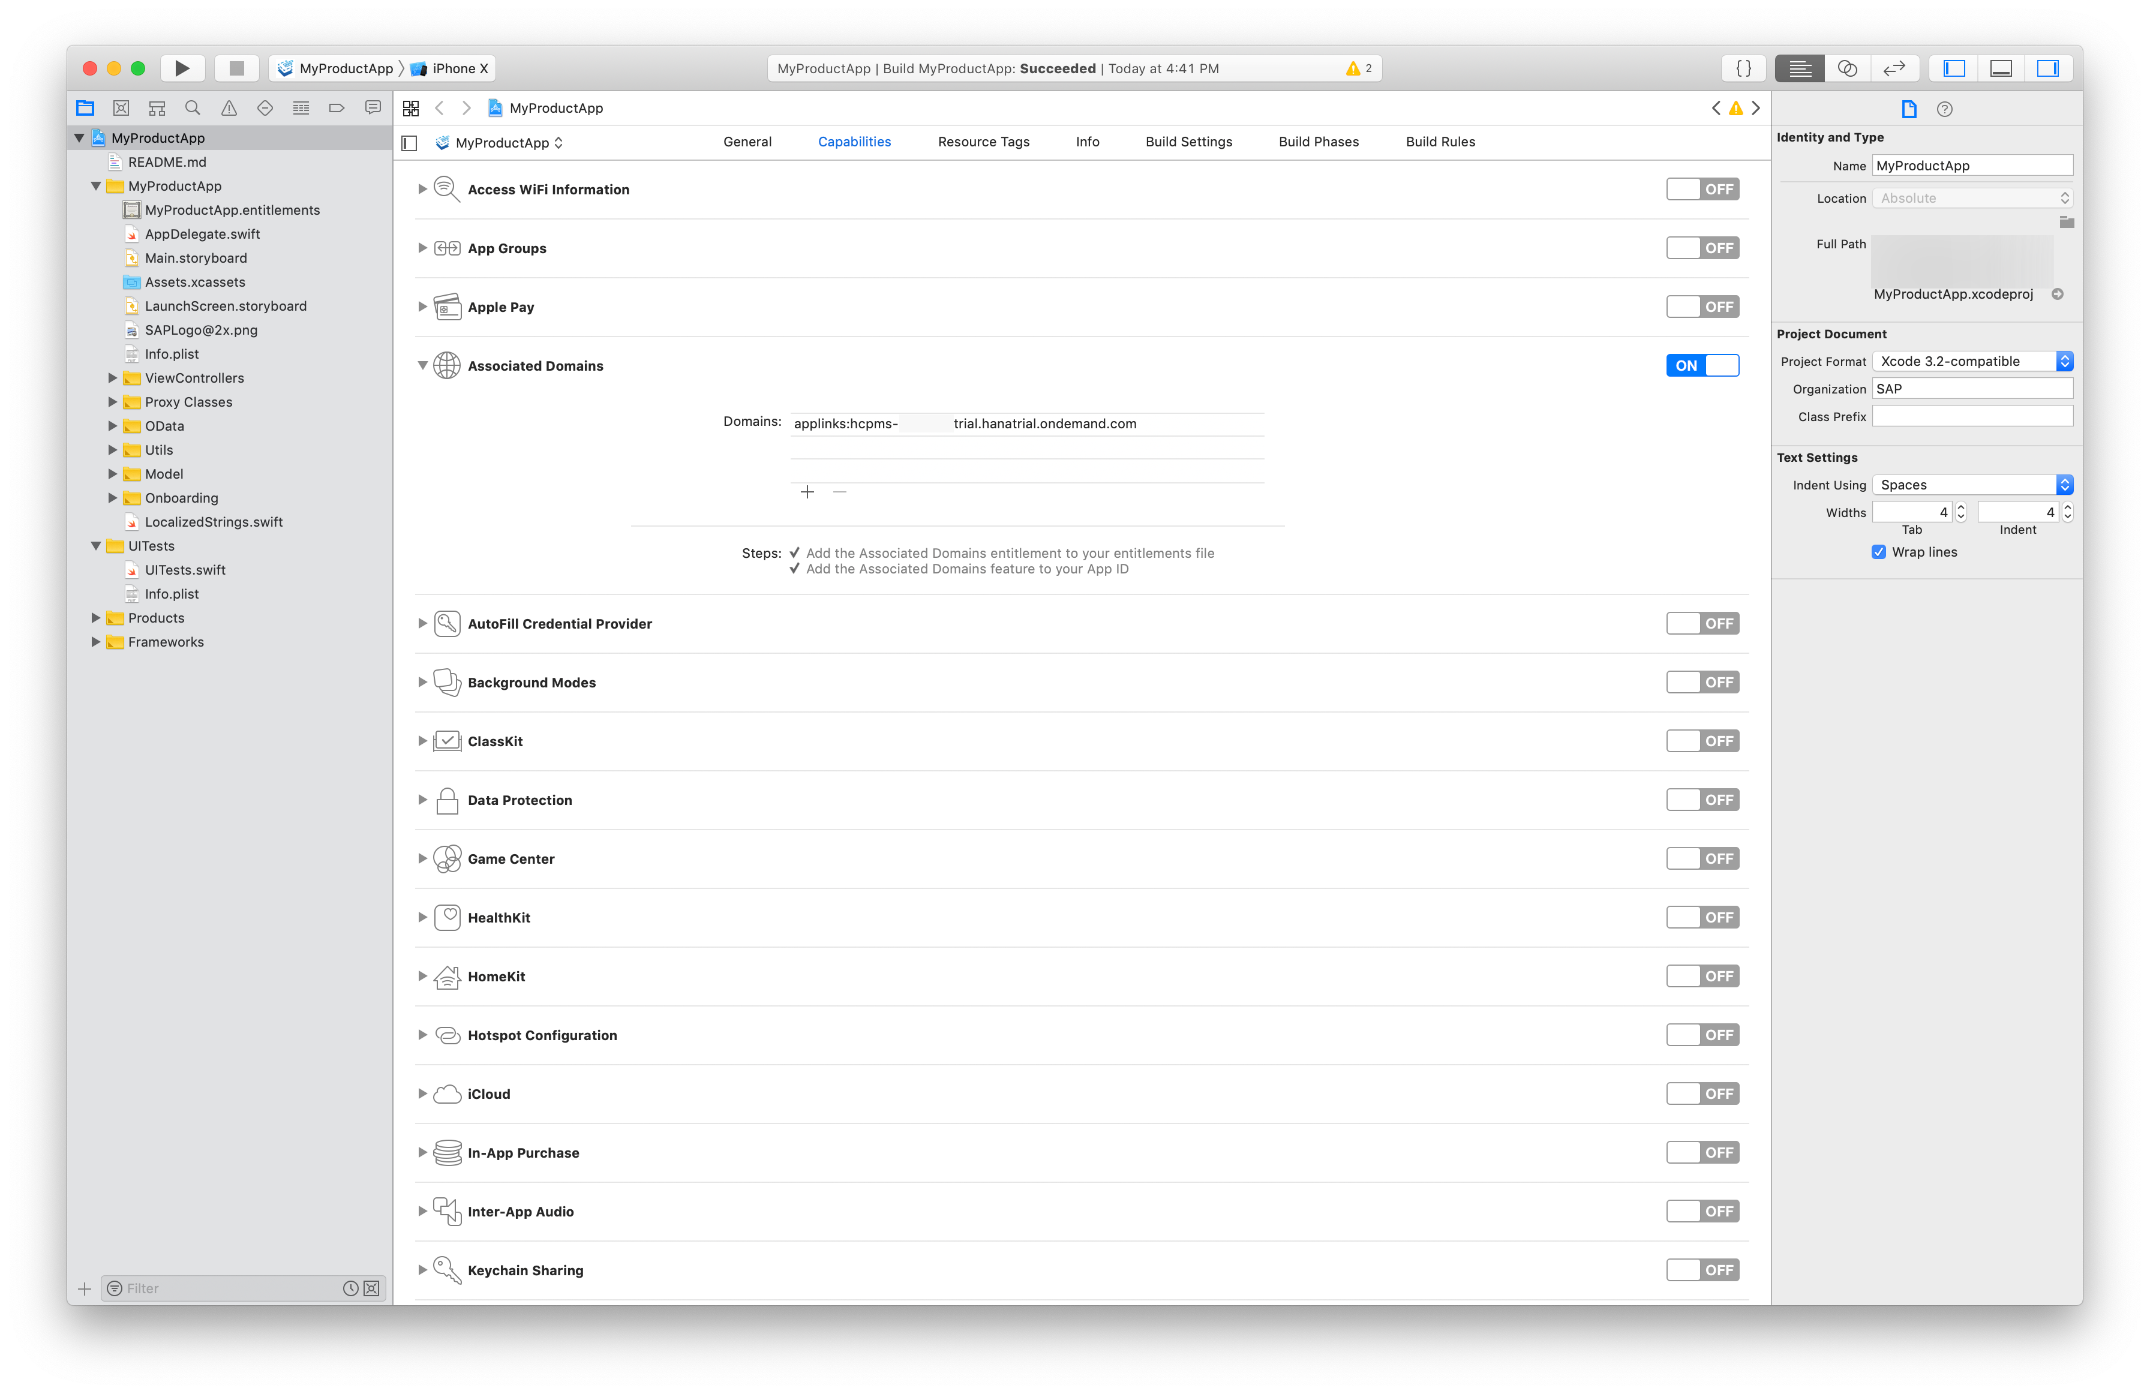 MyProductApp
iPhone X
MyProductApp | Build MyProductApp: Succeeded | Today at 4:41 PM
2
{}
MyProductApp
README.md
MyProductApp
MyProductApp.entitlements
AppDelegate.swift
Main.storyboard
Assets.xcassets
LaunchScreen.storyboard
SAPLogo@2x.png
Info.plist
ViewControllers
Proxy Classes
OData
Utils
Model
Onboarding
LocalizedStrings.swift
UITests
UITests.swift
Info.plist
Products
Frameworks
Filter
MyProductApp
MyProductApp
General
Capabilities
Resource Tags
Info
Build Settings
Build Phases
Build Rules
Access WiFi Information
OFF
App Groups
OFF
Apple Pay
OFF
Associated Domains
ON
Domains: applinks:hcpms- trial.hanatrial.ondemand.com
Steps: ✓ Add the Associated Domains entitlement to your entitlements file
✓ Add the Associated Domains feature to your App ID
AutoFill Credential Provider
OFF
Background Modes
OFF
ClassKit
OFF
Data Protection
OFF
Game Center
OFF
HealthKit
OFF
HomeKit
OFF
Hotspot Configuration
OFF
iCloud
OFF
In-App Purchase
OFF
Inter-App Audio
OFF
Keychain Sharing
OFF
Identity and Type
Name MyProductApp
Location Absolute
Full Path
MyProductApp.xcodeproj
Project Document
Project Format Xcode 3.2-compatible
Organization SAP
Class Prefix
Text Settings
Indent Using Spaces
Widths 4 4
Tab Indent
Wrap lines